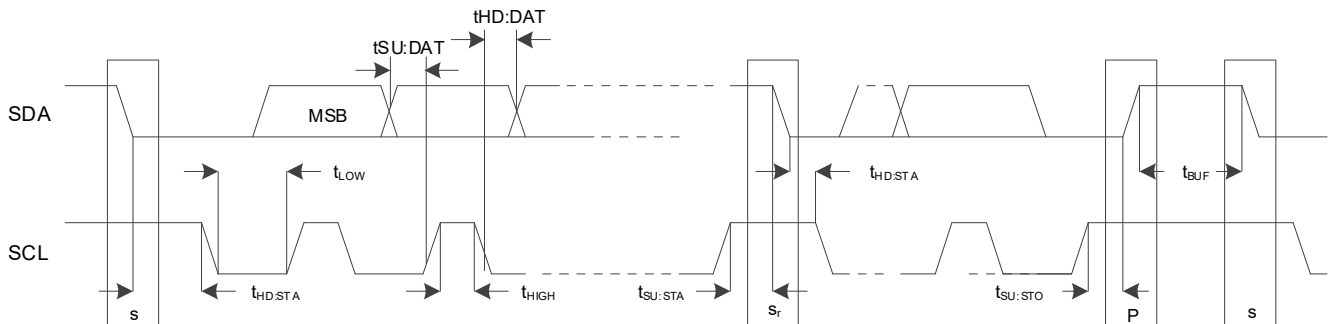 tHD:DAT
tSU:DAT
SDA
MSB
tLOW
tHD:STA
tBUF
SCL
tHD:STA
tHIGH
tSU:STA
tSU:STO
s
sr
P
s